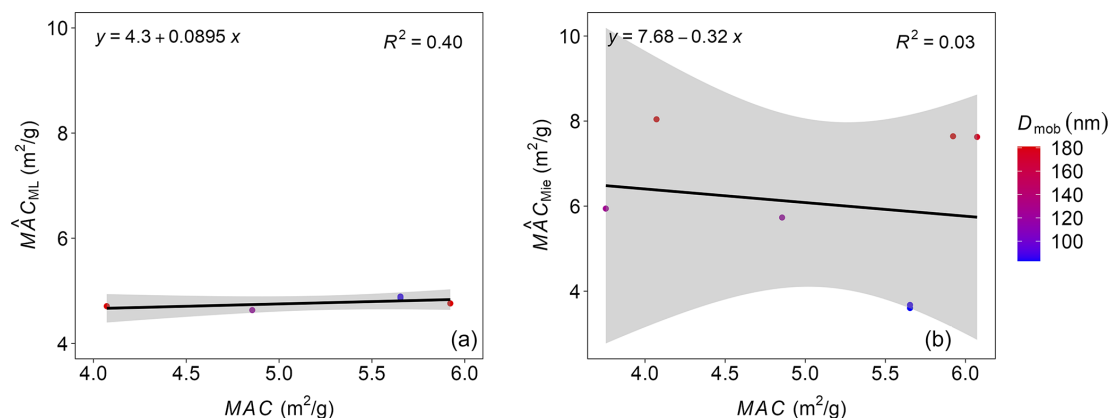 y = 4.3 + 0.0895 x
R² = 0.40
10
8
6
4
MÂC_ML (m²/g)
4.0 4.5 5.0 5.5 6.0
MAC (m²/g)
(a)
y = 7.68 − 0.32 x
R² = 0.03
10
8
6
4
MÂC_Mie (m²/g)
4.0 4.5 5.0 5.5 6.0
MAC (m²/g)
(b)
D_mob (nm)
180
160
140
120
100